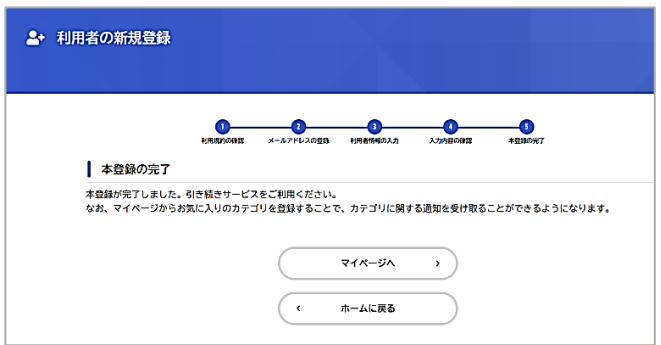 利用者の新規登録
1 2 3 4 5
利用規約の確認 メールアドレスの登録 利用者情報の入力 入力内容の確認 本登録の完了
本登録の完了
本登録が完了しました。引き続きサービスをご利用ください。
なお、マイページからお気に入りのカテゴリを登録することで、カテゴリに関する通知を受け取ることができるようになります。
マイページへ
ホームに戻る